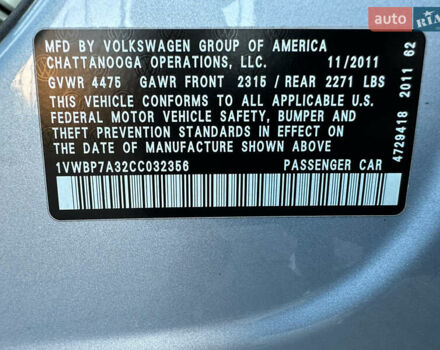 auto RIA
MFD BY VOLKSWAGEN GROUP OF AMERICA
CHATTANOOGA OPERATIONS, LLC. 11/2011
GVWR 4475 GAWR FRONT 2315 / REAR 2271 LBS
THIS VEHICLE CONFORMS TO ALL APPLICABLE U.S.
FEDERAL MOTOR VEHICLE SAFETY, BUMPER AND
THEFT PREVENTION STANDARDS IN EFFECT ON THE
DATE OF MANUFACTURE SHOWN ABOVE
1VWBP7A32CC032356 PASSENGER CAR
4729418 2011 62